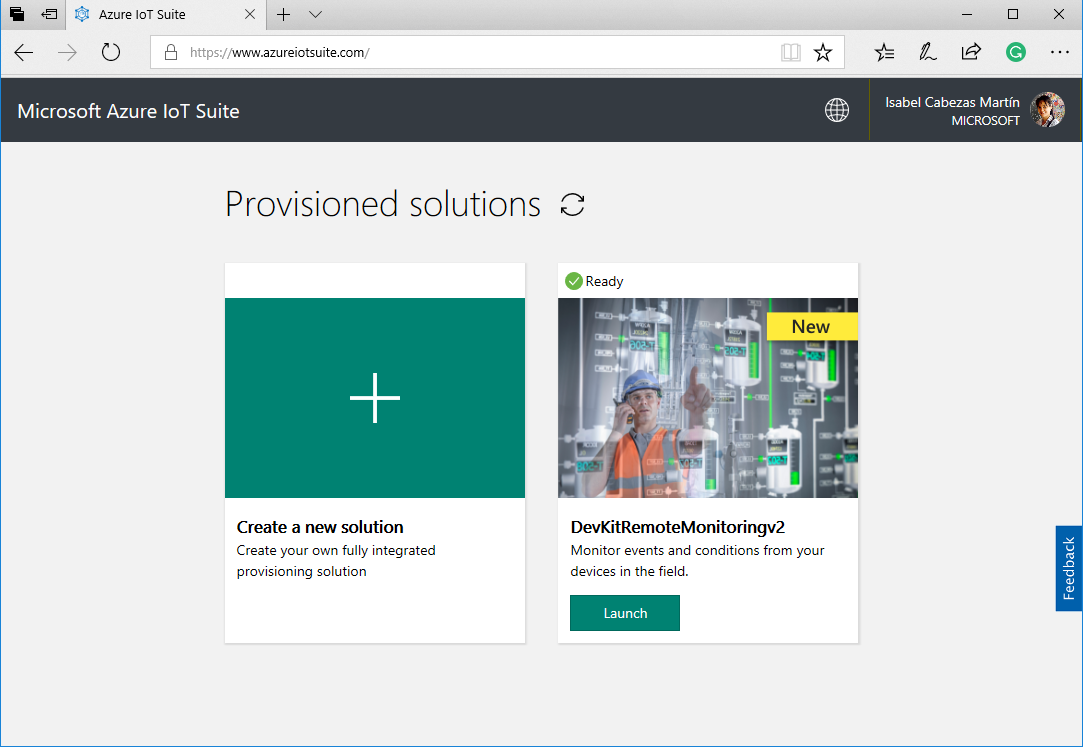 Azure IoT Suite
https://www.azureiotsuite.com/
Microsoft Azure IoT Suite
Isabel Cabezas Martín
MICROSOFT
Provisioned solutions
Ready
New
Create a new solution
Create your own fully integrated
provisioning solution
DevKitRemoteMonitoringv2
Monitor events and conditions from your
devices in the field.
Launch
Feedback